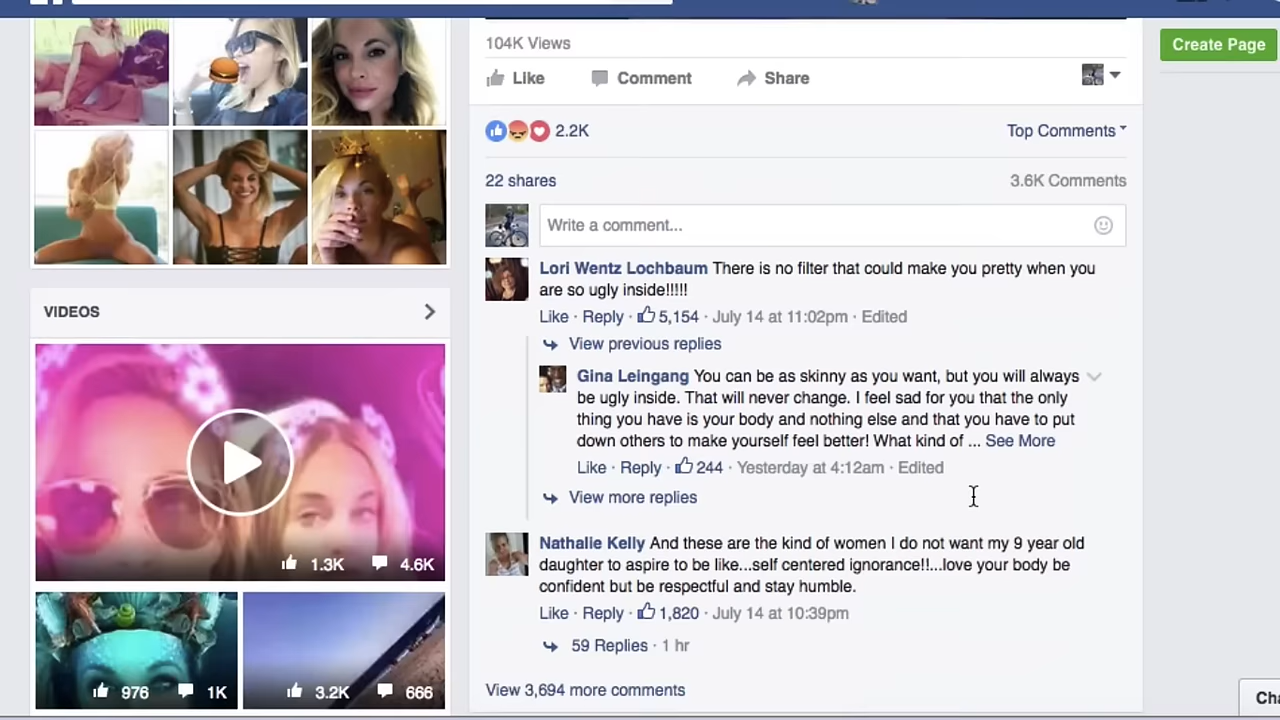 104K Views
Create Page
Like Comment Share
2.2K
Top Comments
22 shares
3.6K Comments
Write a comment...
Lori Wentz Lochbaum There is no filter that could make you pretty when you
are so ugly inside!!!!!
Like · Reply · 5,154 · July 14 at 11:02pm · Edited
View previous replies
Gina Leingang You can be as skinny as you want, but you will always
be ugly inside. That will never change. I feel sad for you that the only
thing you have is your body and nothing else and that you have to put
down others to make yourself feel better! What kind of ... See More
Like · Reply · 244 · Yesterday at 4:12am · Edited
View more replies
Nathalie Kelly And these are the kind of women I do not want my 9 year old
daughter to aspire to be like...self centered ignorance!!...love your body be
confident but be respectful and stay humble.
Like · Reply · 1,820 · July 14 at 10:39pm
59 Replies · 1 hr
View 3,694 more comments
VIDEOS
1.3K 4.6K
976 1K
3.2K 666